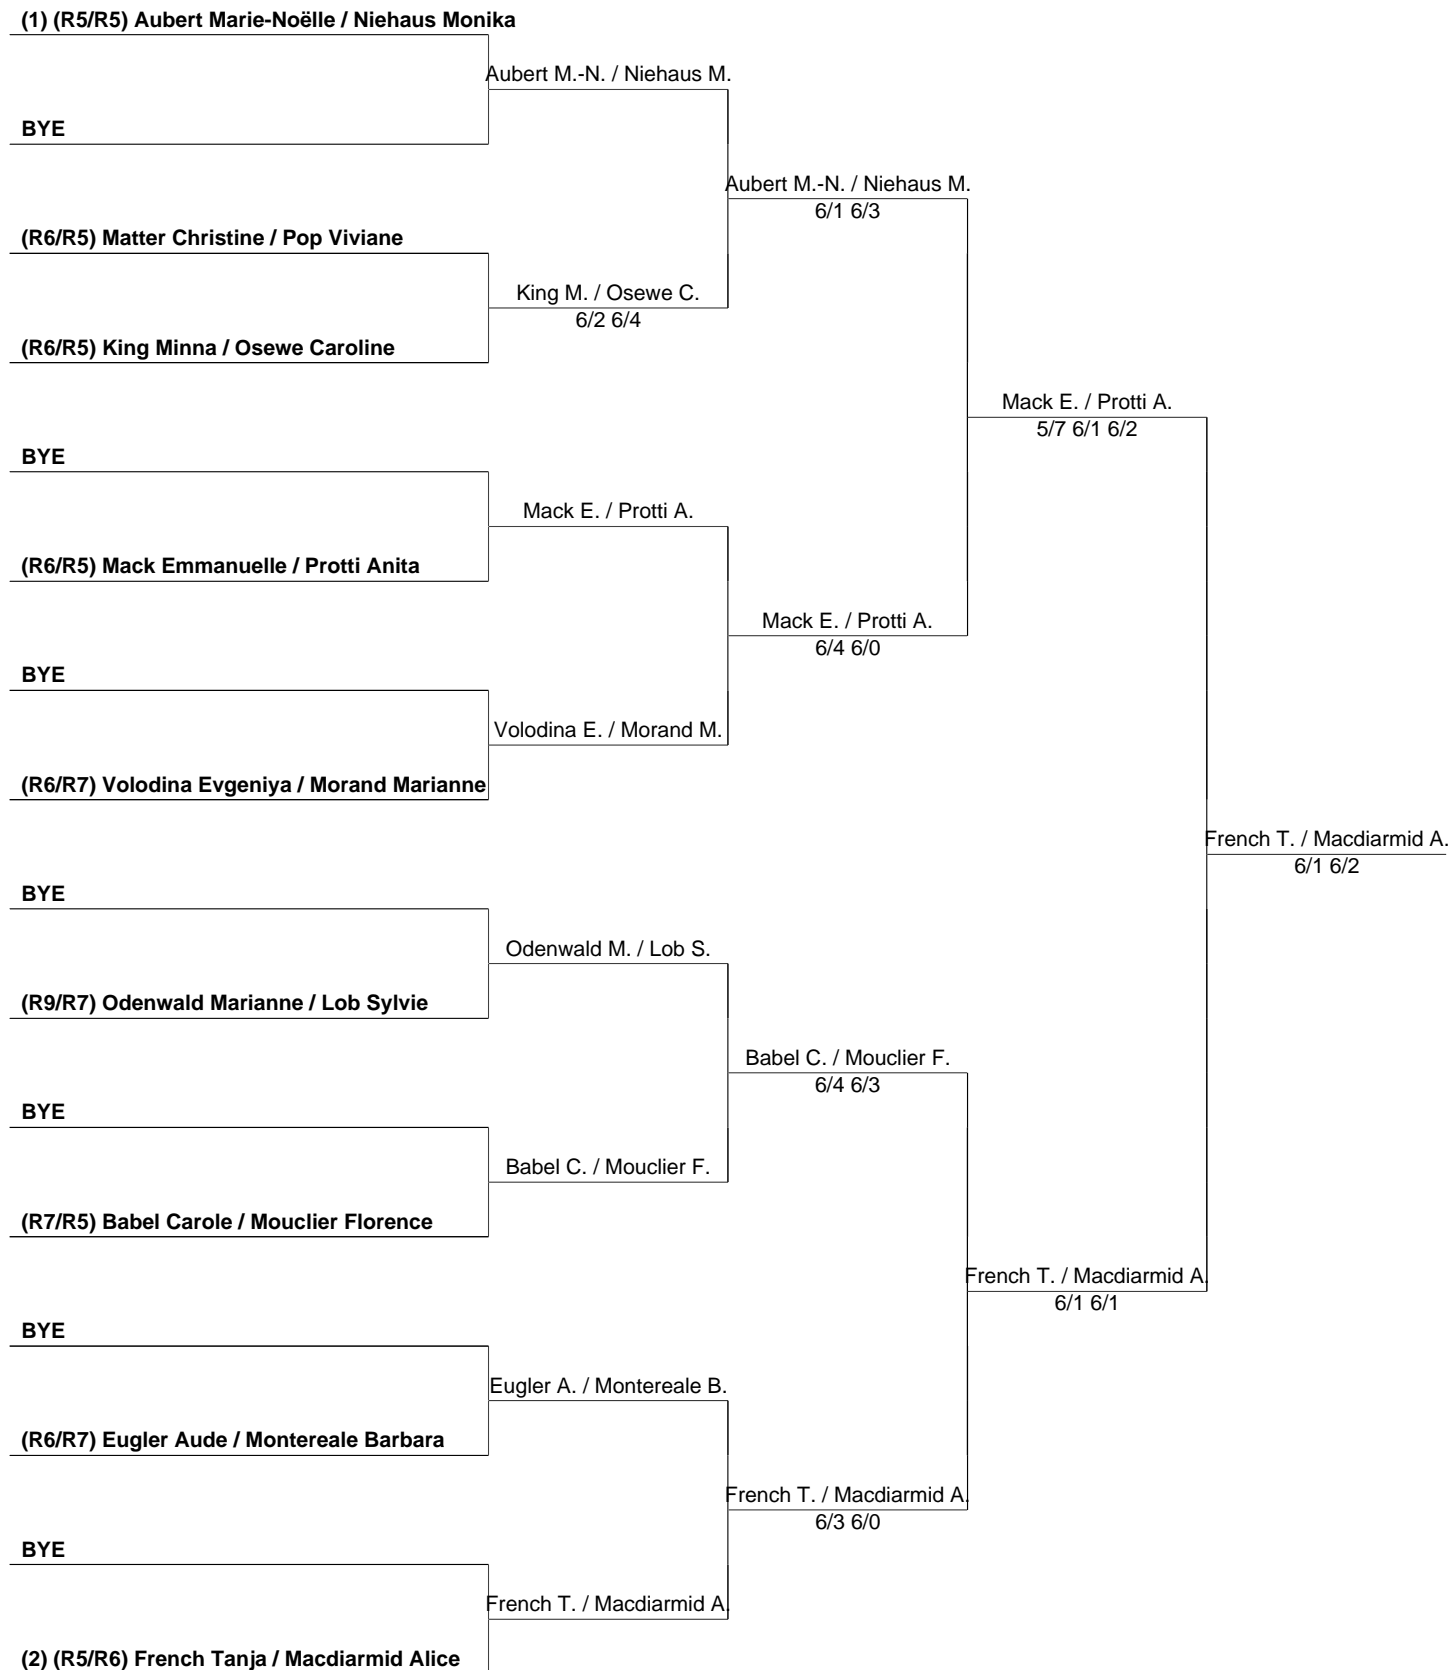 (1) (R5/R5) Aubert Marie-Noëlle / Niehaus Monika
Aubert M.-N. / Niehaus M.
BYE
Aubert M.-N. / Niehaus M.
6/1 6/3
(R6/R5) Matter Christine / Pop Viviane
King M. / Osewe C.
6/2 6/4
(R6/R5) King Minna / Osewe Caroline
Mack E. / Protti A.
5/7 6/1 6/2
BYE
Mack E. / Protti A.
(R6/R5) Mack Emmanuelle / Protti Anita
Mack E. / Protti A.
6/4 6/0
BYE
Volodina E. / Morand M.
(R6/R7) Volodina Evgeniya / Morand Marianne
French T. / Macdiarmid A.
6/1 6/2
BYE
Odenwald M. / Lob S.
(R9/R7) Odenwald Marianne / Lob Sylvie
Babel C. / Mouclier F.
6/4 6/3
BYE
Babel C. / Mouclier F.
(R7/R5) Babel Carole / Mouclier Florence
French T. / Macdiarmid A.
6/1 6/1
BYE
Eugler A. / Montereale B.
(R6/R7) Eugler Aude / Montereale Barbara
French T. / Macdiarmid A.
6/3 6/0
BYE
French T. / Macdiarmid A.
(2) (R5/R6) French Tanja / Macdiarmid Alice